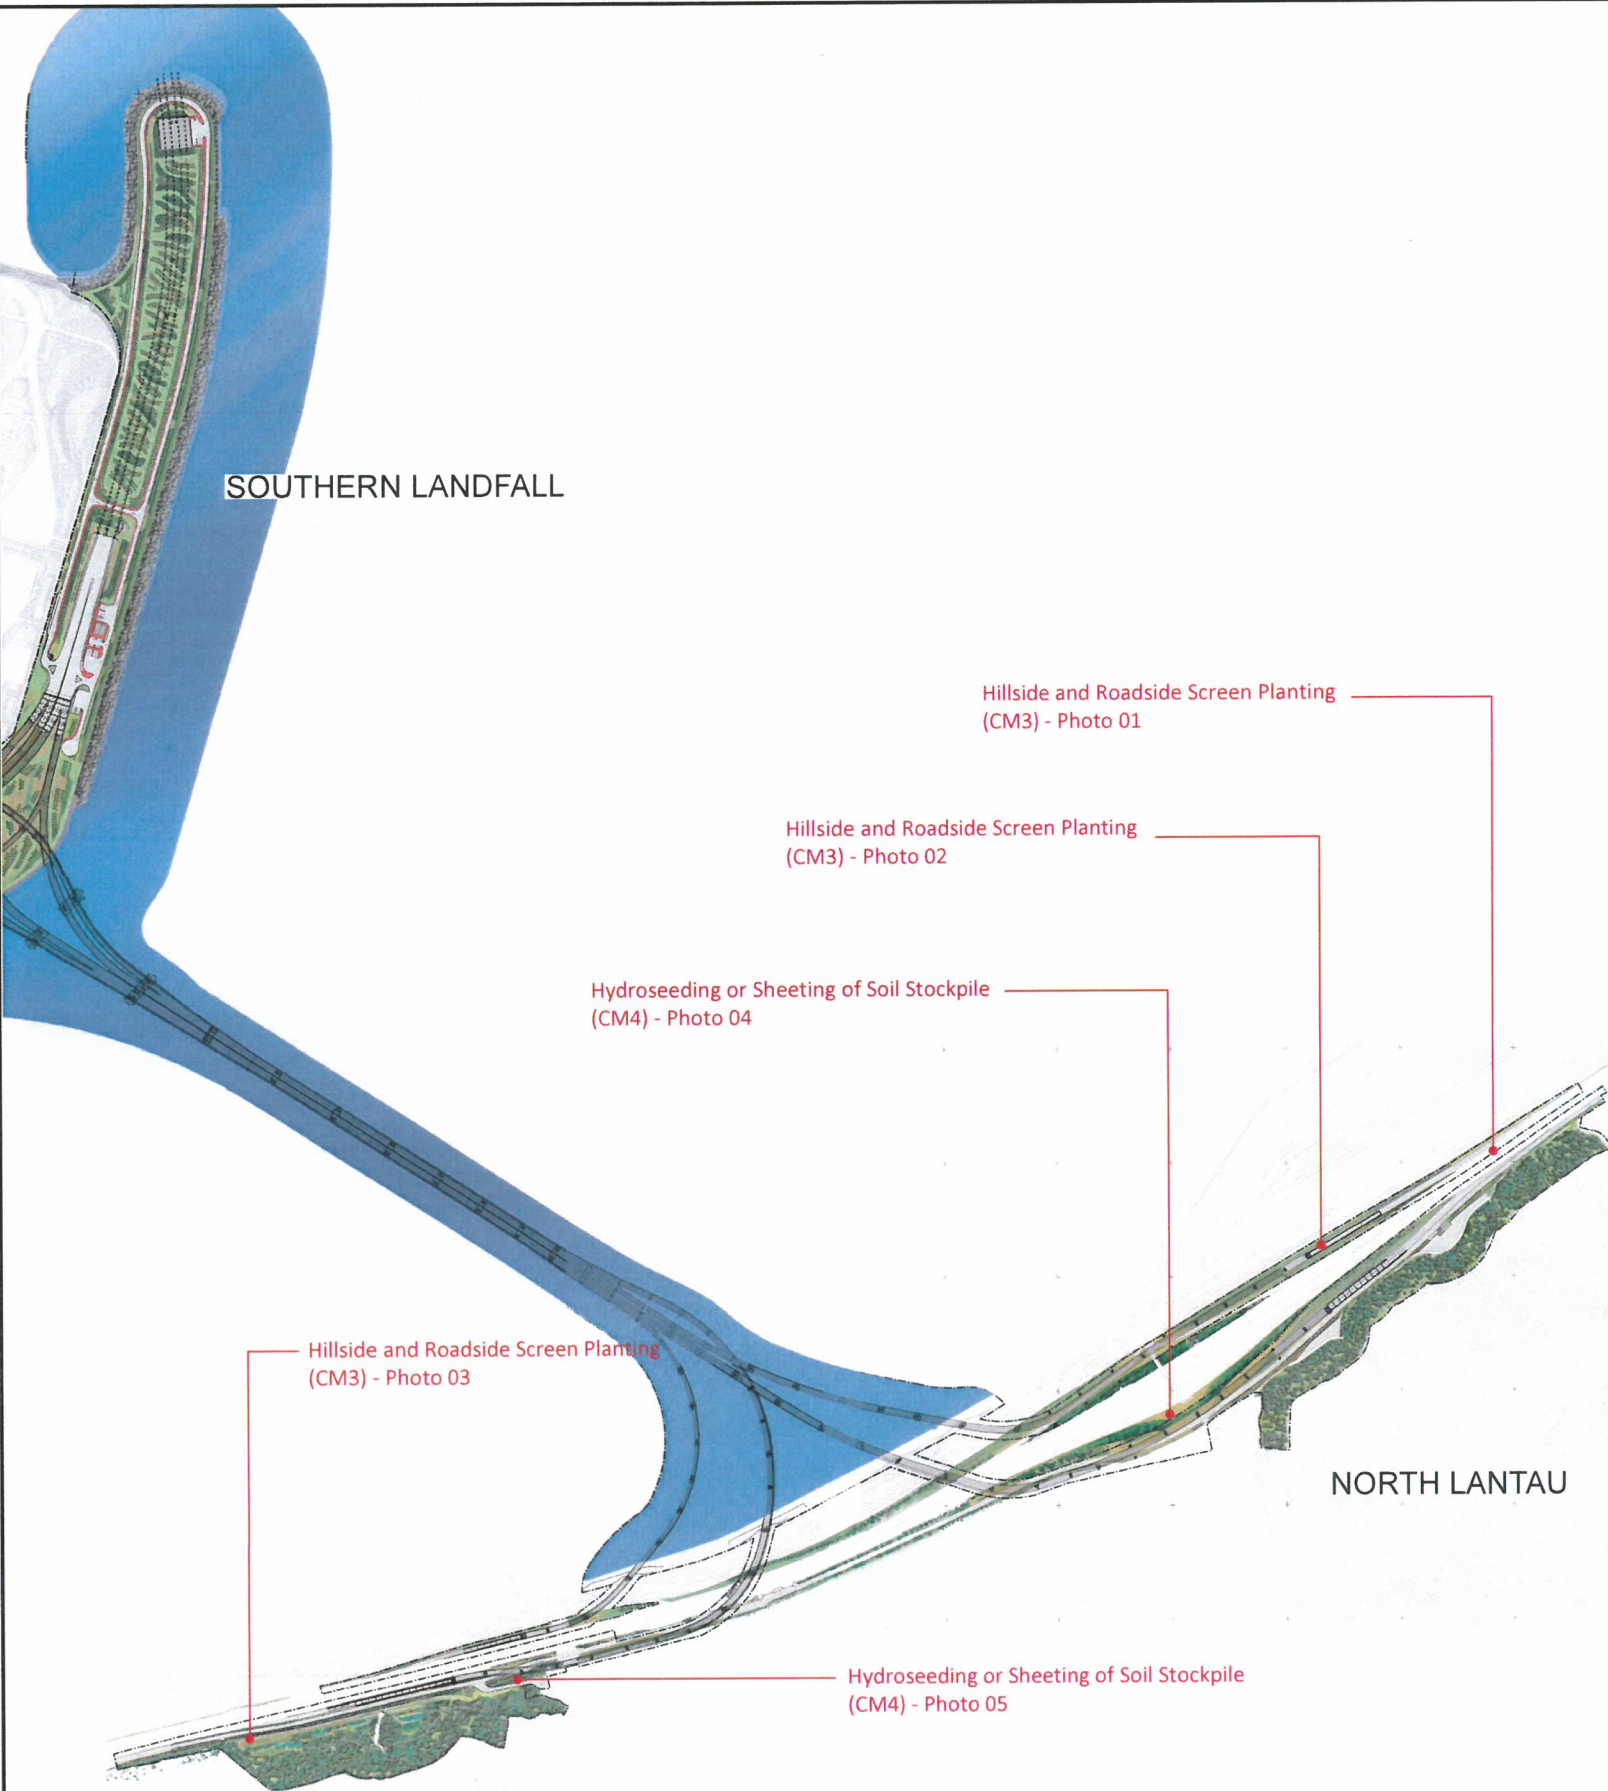 SOUTHERN LANDFALL
Hillside and Roadside Screen Planting
(CM3) - Photo 01
Hillside and Roadside Screen Planting
(CM3) - Photo 02
Hydroseeding or Sheeting of Soil Stockpile
(CM4) - Photo 04
Hillside and Roadside Screen Planting
(CM3) - Photo 03
NORTH LANTAU
Hydroseeding or Sheeting of Soil Stockpile
(CM4) - Photo 05